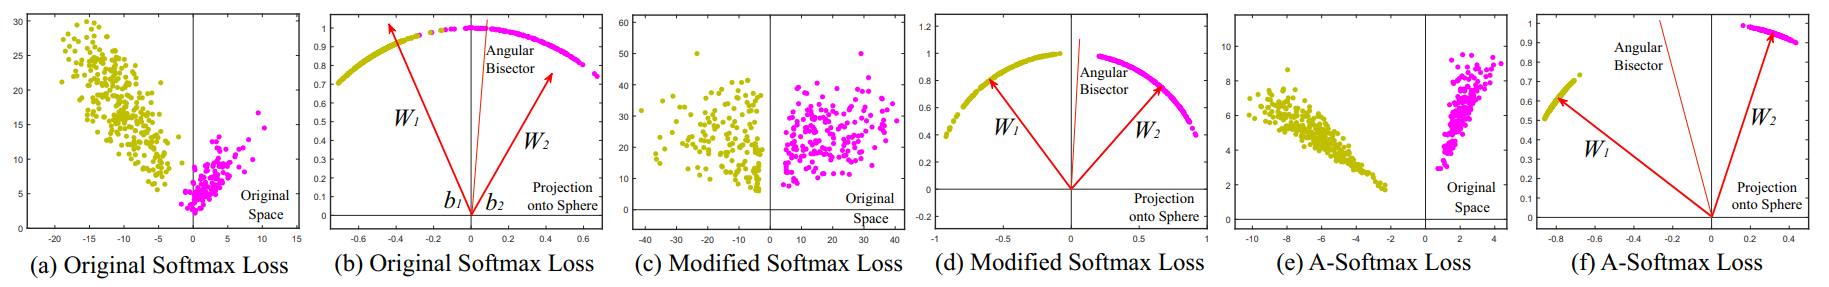 30
25
20
15
10
5
0
-20
-15
-10
-5
0
5
10
15
Original
Space
(a) Original Softmax Loss
1
0.9
0.8
0.7
0.6
0.5
0.4
0.3
0.2
0.1
0
-0.6
-0.4
-0.2
0
0.2
0.4
0.6
Angular
Bisector
W1
W2
b1
b2
Projection
onto Sphere
(b) Original Softmax Loss
60
50
40
30
20
10
0
-40
-30
-20
-10
0
10
20
30
40
Original
Space
(c) Modified Softmax Loss
1.2
1
0.8
0.6
0.4
0.2
0
-0.2
-1
-0.5
0
0.5
1
Angular
Bisector
W1
W2
Projection
onto Sphere
(d) Modified Softmax Loss
10
8
6
4
2
0
-10
-8
-6
-4
-2
0
2
4
Original
Space
(e) A-Softmax Loss
1
0.9
0.8
0.7
0.6
0.5
0.4
0.3
0.2
0.1
0
-0.8
-0.6
-0.4
-0.2
0
0.2
0.4
Angular
Bisector
W1
W2
Projection
onto Sphere
(f) A-Softmax Loss